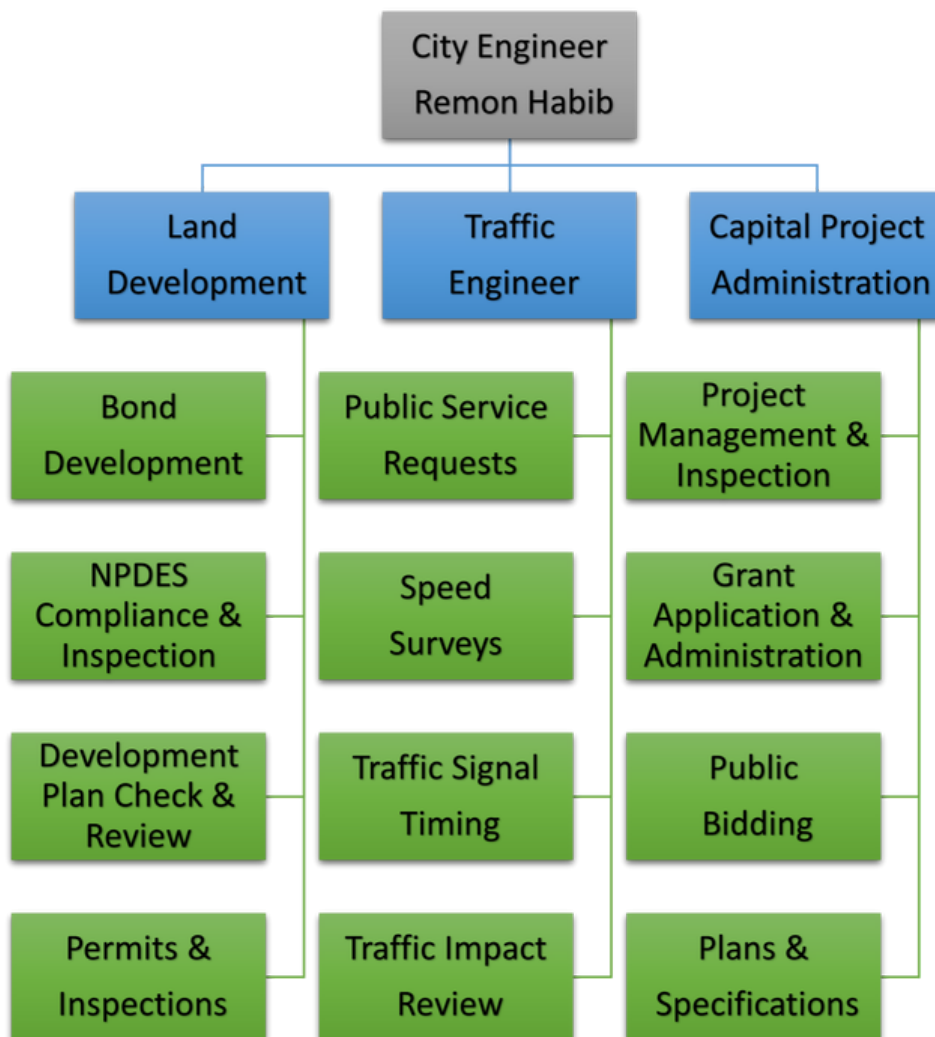 City Engineer
Remon Habib
Land
Development
Traffic
Engineer
Capital Project
Administration
Bond
Development
Public Service
Requests
Project
Management &
Inspection
NPDES
Compliance &
Inspection
Speed
Surveys
Grant
Application &
Administration
Development
Plan Check &
Review
Traffic Signal
Timing
Public
Bidding
Permits &
Inspections
Traffic Impact
Review
Plans &
Specifications